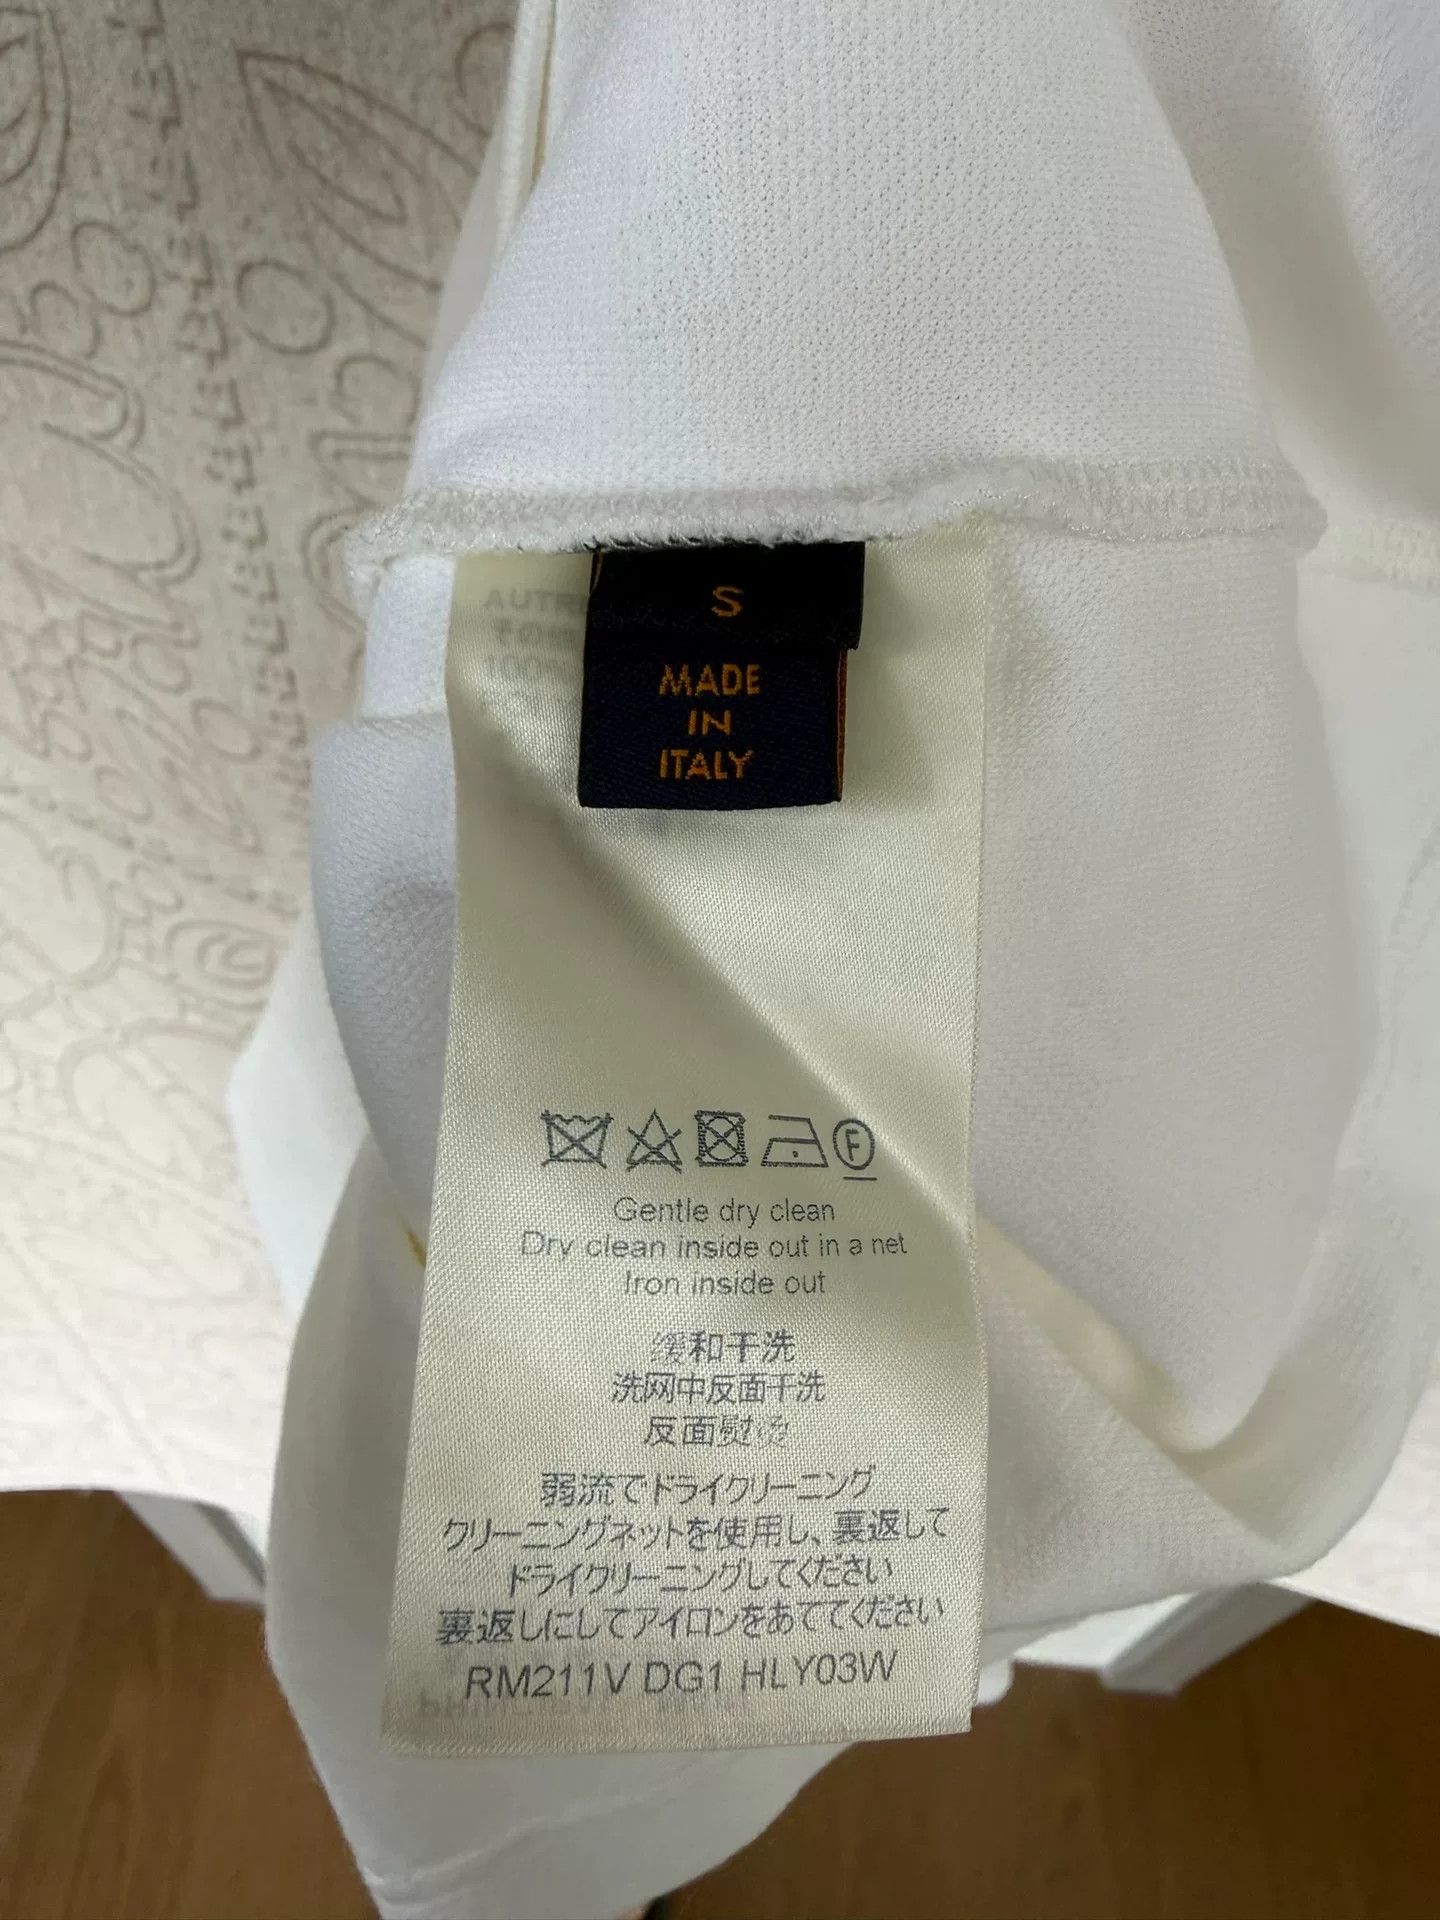 S
MADE
IN
ITALY
F
Gentle dry clean
Dry clean inside out in a net
Iron inside out
缓和干洗
洗网中反面干洗
反面熨烫
弱流でドライクリーニング
クリーニングネットを使用し、裏返して
ドライクリーニングしてください
裏返しにしてアイロンをあててください
RM211V DG1 HLY03W